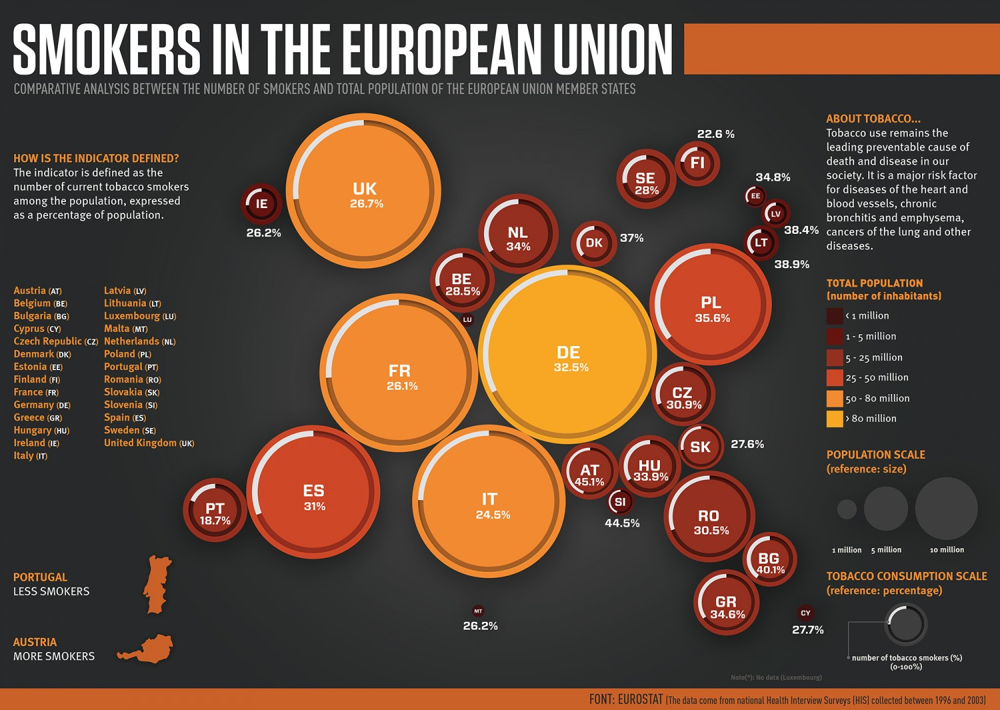 SMOKERS IN THE EUROPEAN UNION
COMPARATIVE ANALYSIS BETWEEN THE NUMBER OF SMOKERS AND TOTAL POPULATION OF THE EUROPEAN UNION MEMBER STATES
HOW IS THE INDICATOR DEFINED?
The indicator is defined as the
number of current tobacco smokers
among the population, expressed
as a percentage of population.
Austria (AT)
Belgium (BE)
Bulgaria (BG)
Cyprus (CY)
Czech Republic (CZ)
Denmark (DK)
Estonia (EE)
Finland (FI)
France (FR)
Germany (DE)
Greece (GR)
Hungary (HU)
Ireland (IE)
Italy (IT)
Latvia (LV)
Lithuania (LT)
Luxembourg (LU)
Malta (MT)
Netherlands (NL)
Poland (PL)
Portugal (PT)
Romania (RO)
Slovakia (SK)
Slovenia (SI)
Spain (ES)
Sweden (SE)
United Kingdom (UK)
PORTUGAL
LESS SMOKERS
AUSTRIA
MORE SMOKERS
IE
26.2%
UK
26.7%
SE
28%
22.6 %
FI
34.8%
EE
LV
38.4%
LT
38.9%
NL
34%
DK
37%
BE
28.5%
LU
PL
35.6%
DE
32.5%
FR
26.1%
CZ
30.9%
SK
27.6%
ES
31%
PT
18.7%
IT
24.5%
AT
45.1%
HU
33.9%
SI
44.5%
RO
30.5%
BG
40.1%
GR
34.6%
MT
26.2%
CY
27.7%
ABOUT TOBACCO...
Tobacco use remains the
leading preventable cause of
death and disease in our
society. It is a major risk factor
for diseases of the heart and
blood vessels, chronic
bronchitis and emphysema,
cancers of the lung and other
diseases.
TOTAL POPULATION
(number of inhabitants)
< 1 million
1 - 5 million
5 - 25 million
25 - 50 million
50 - 80 million
> 80 million
POPULATION SCALE
(reference: size)
1 million
5 million
10 million
TOBACCO CONSUMPTION SCALE
(reference: percentage)
number of tobacco smokers (%)
(0-100%)
Note(*): No data (Luxembourg)
FONT: EUROSTAT (The data come from national Health Interview Surveys (HIS) collected between 1996 and 2003)